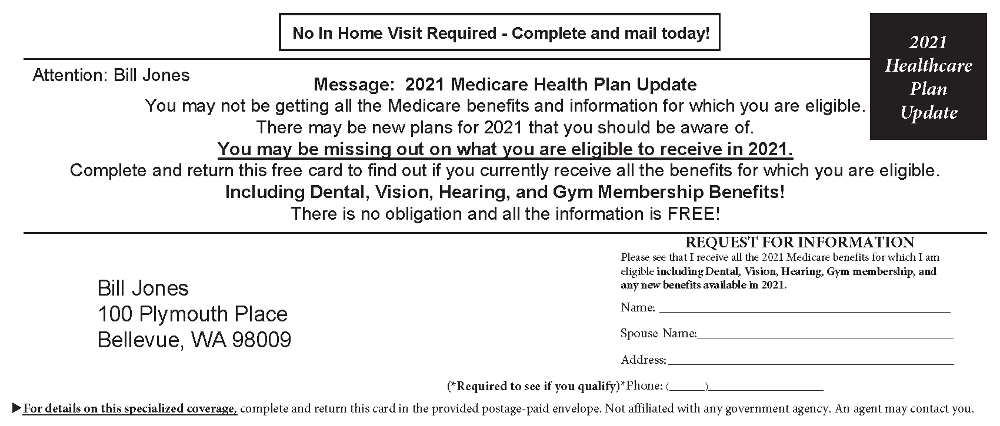 No In Home Visit Required - Complete and mail today!
2021
Healthcare
Plan
Update
Attention: Bill Jones
Message: 2021 Medicare Health Plan Update
You may not be getting all the Medicare benefits and information for which you are eligible.
There may be new plans for 2021 that you should be aware of.
You may be missing out on what you are eligible to receive in 2021.
Complete and return this free card to find out if you currently receive all the benefits for which you are eligible.
Including Dental, Vision, Hearing, and Gym Membership Benefits!
There is no obligation and all the information is FREE!
Bill Jones
100 Plymouth Place
Bellevue, WA 98009
REQUEST FOR INFORMATION
Please see that I receive all the 2021 Medicare benefits for which I am
eligible including Dental, Vision, Hearing, Gym membership, and
any new benefits available in 2021.
Name: ____
Spouse Name:____
Address:____
(*Required to see if you qualify)*Phone: (____)____
▶For details on this specialized coverage, complete and return this card in the provided postage-paid envelope. Not affiliated with any government agency. An agent may contact you.